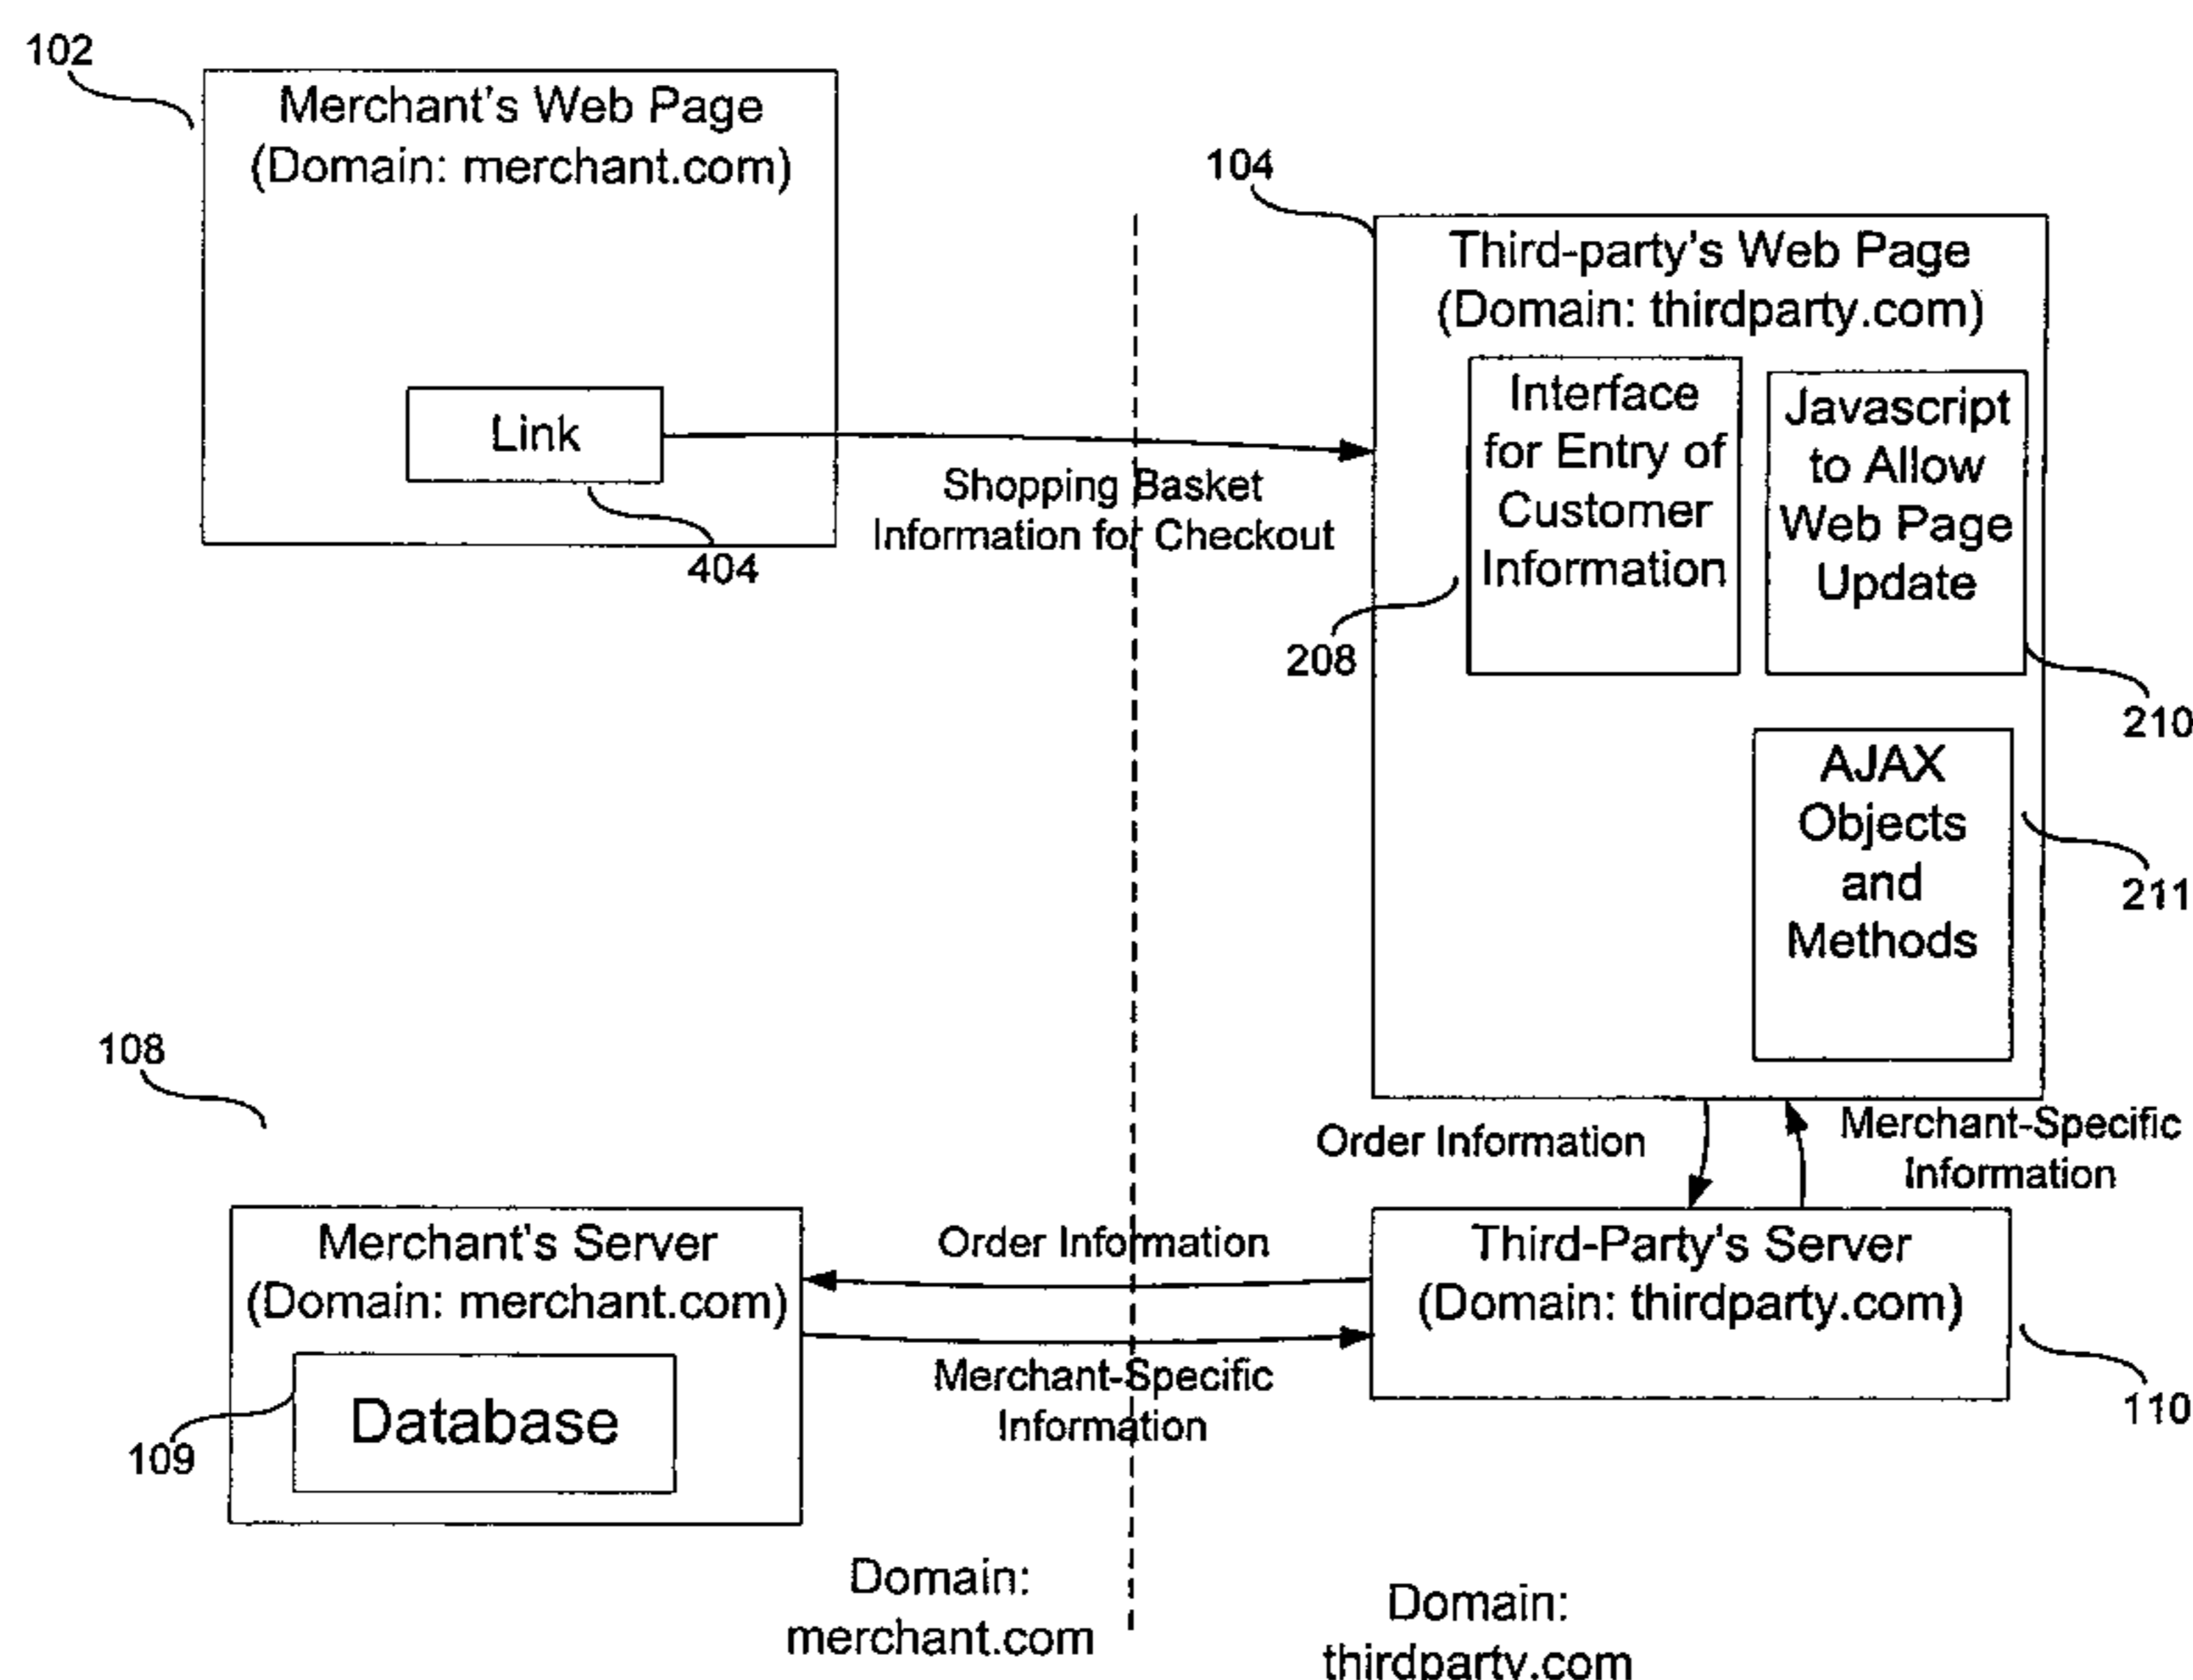 102
Merchant's Web Page
(Domain: merchant.com)
Link
404
Shopping Basket
Information for Checkout
104
Third-party's Web Page
(Domain: thirdparty.com)
Interface
for Entry of
Customer
Information
208
Javascript
to Allow
Web Page
Update
210
AJAX
Objects
and
Methods
211
Order Information
Merchant-Specific
Information
108
Merchant's Server
(Domain: merchant.com)
Database
109
Order Information
Merchant-Specific
Information
Third-Party's Server
(Domain: thirdparty.com)
110
Domain:
merchant.com
Domain:
thirdparty.com